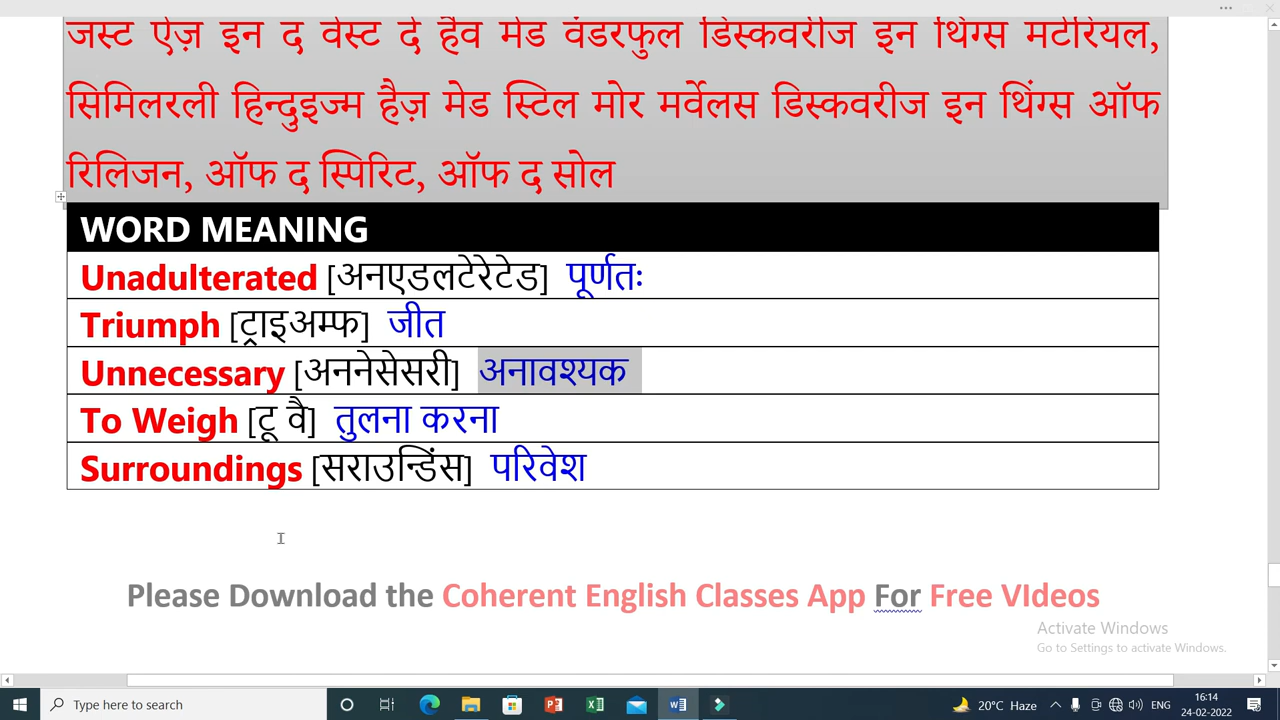 जस्ट ऐज़ इन द वेस्ट दे हैव मेड वंडरफुल डिस्कवरीज इन थिंग्स मटेरियल,
सिमिलरली हिन्दुइज्म हैज़ मेड स्टिल मोर मर्वेलस डिस्कवरीज इन थिंग्स ऑफ
रिलिजन, ऑफ द स्पिरिट, ऑफ द सोल
WORD MEANING
Unadulterated [अनएडलटेरेटेड] पूर्णतः
Triumph [ट्राइअम्फ] जीत
Unnecessary [अननेसेसरी] अनावश्यक
To Weigh [टू वै] तुलना करना
Surroundings [सराउन्डिंस] परिवेश
Please Download the Coherent English Classes App For Free VIdeos
Activate Windows
Go to Settings to activate Windows.
Type here to search
20°C Haze
ENG
16:14
24-02-2022